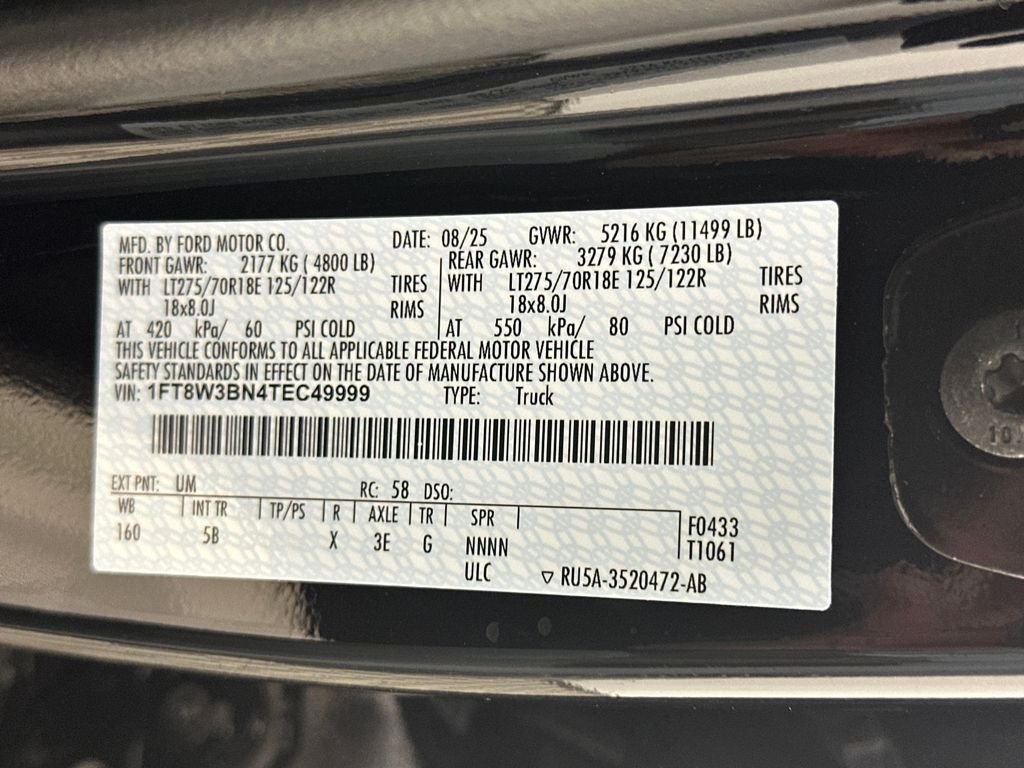 MFD. BY FORD MOTOR CO. DATE: 08/25 GVWR: 5216 KG (11499 LB)
FRONT GAWR: 2177 KG ( 4800 LB) REAR GAWR: 3279 KG ( 7230 LB)
WITH LT275/70R18E 125/122R TIRES WITH LT275/70R18E 125/122R TIRES
18x8.0J RIMS 18x8.0J RIMS
AT 420 kPa/ 60 PSI COLD AT 550 kPa/ 80 PSI COLD
THIS VEHICLE CONFORMS TO ALL APPLICABLE FEDERAL MOTOR VEHICLE
SAFETY STANDARDS IN EFFECT ON THE DATE OF MANUFACTURE SHOWN ABOVE.
VIN: 1FT8W3BN4TEC49999 TYPE: Truck
EXT PNT: UM RC: 58 DSO:
WB INT TR TP/PS R AXLE TR SPR F0433
160 5B X 3E G NNNN T1061
ULC ▽ RU5A-3520472-AB
10.